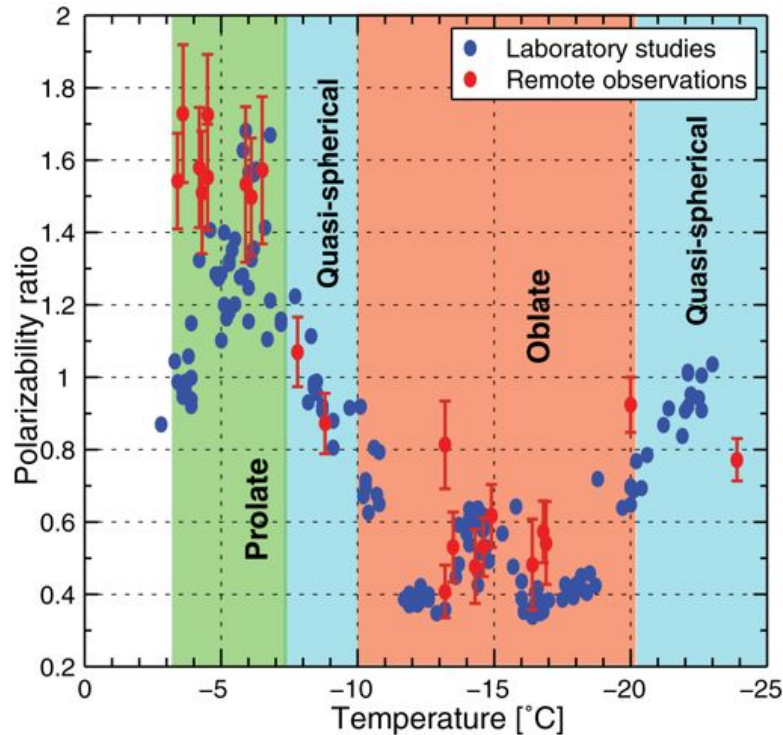 2
1.8
1.6
1.4
1.2
1
0.8
0.6
0.4
0.2
Polarizability ratio
Laboratory studies
Remote observations
Prolate
Quasi-spherical
Oblate
Quasi-spherical
0 −5 −10 −15 −20 −25
Temperature [˚C]